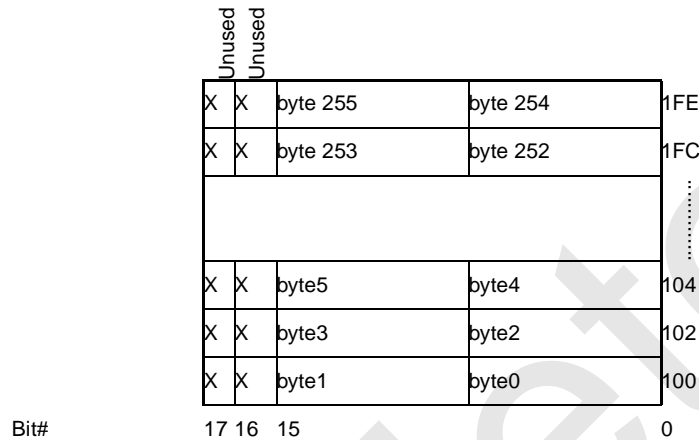 Unused Unused
X X byte 255 byte 254 1FE
X X byte 253 byte 252 1FC
X X byte5 byte4 104
X X byte3 byte2 102
X X byte1 byte0 100
Bit# 17 16 15 0